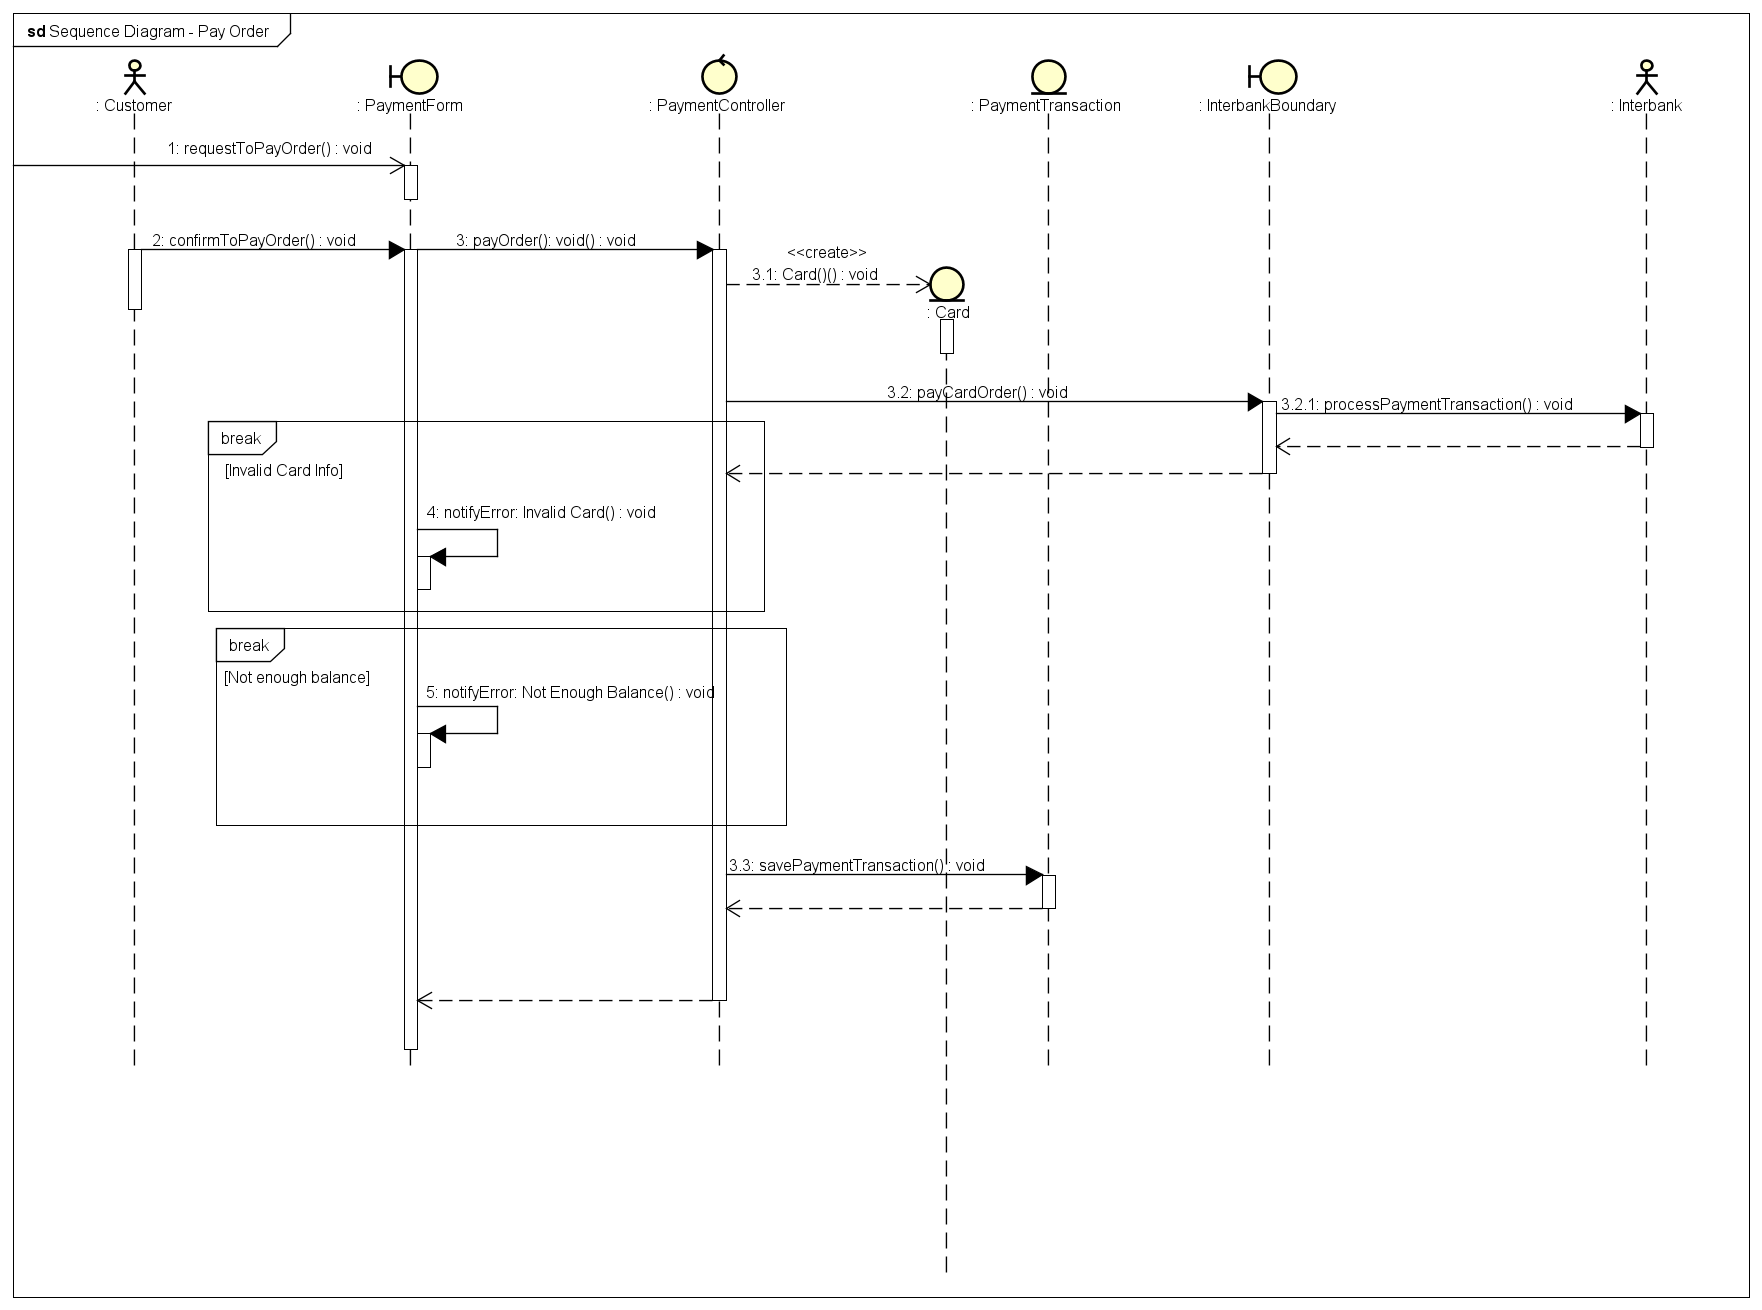 sd Sequence Diagram - Pay Order
: Customer
: PaymentForm
: PaymentController
: PaymentTransaction
: InterbankBoundary
: Interbank
1: requestToPayOrder() : void
2: confirmToPayOrder() : void
3: payOrder(): void() : void
<<create>>
3.1: Card()() : void
: Card
3.2: payCardOrder() : void
3.2.1: processPaymentTransaction() : void
break
[Invalid Card Info]
4: notifyError: Invalid Card() : void
break
[Not enough balance]
5: notifyError: Not Enough Balance() : void
3.3: savePaymentTransaction() : void